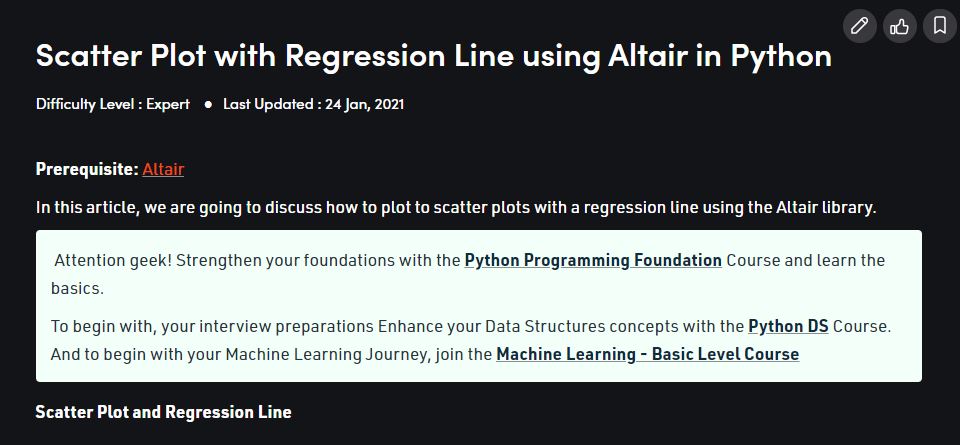 Scatter Plot with Regression Line using Altair in Python
Difficulty Level : Expert ● Last Updated : 24 Jan, 2021
Prerequisite: Altair
In this article, we are going to discuss how to plot to scatter plots with a regression line using the Altair library.
Attention geek! Strengthen your foundations with the Python Programming Foundation Course and learn the
basics.
To begin with, your interview preparations Enhance your Data Structures concepts with the Python DS Course.
And to begin with your Machine Learning Journey, join the Machine Learning - Basic Level Course
Scatter Plot and Regression Line